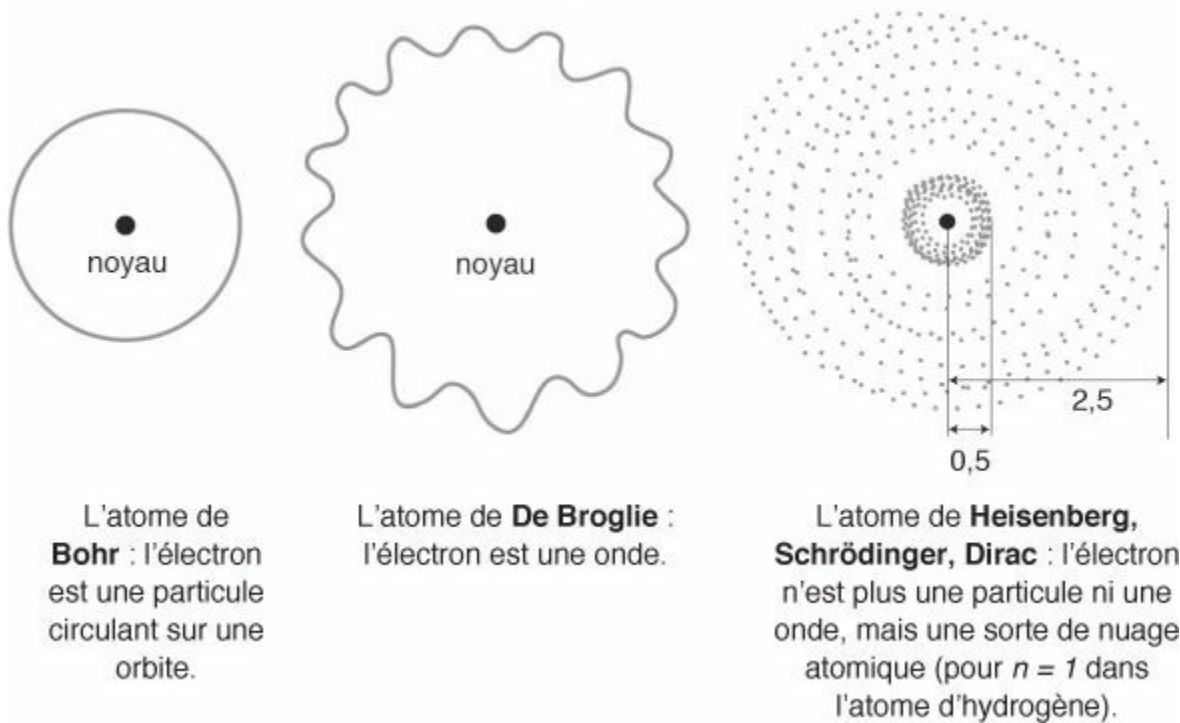 noyau
noyau
2,5
0,5
L'atome de
Bohr : l'électron
est une particule
circulant sur une
orbite.
L'atome de De Broglie :
l'électron est une onde.
L'atome de Heisenberg,
Schrödinger, Dirac : l'électron
n'est plus une particule ni une
onde, mais une sorte de nuage
atomique (pour n = 1 dans
l'atome d'hydrogène).